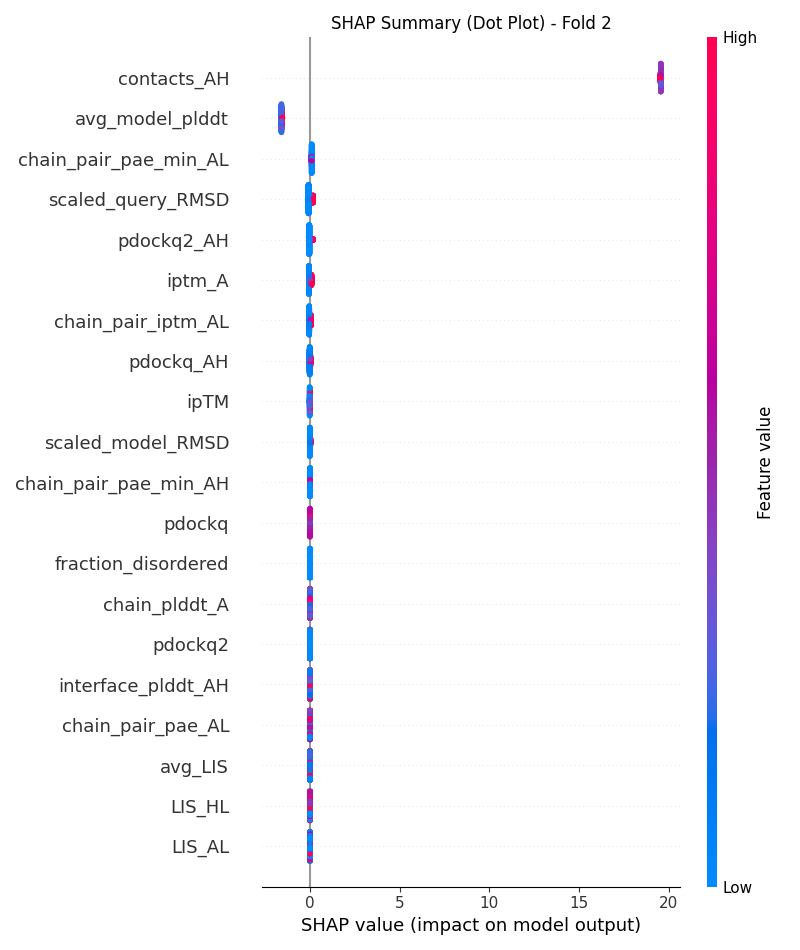 SHAP Summary (Dot Plot) - Fold 2
High
contacts_AH
avg_model_plddt
chain_pair_pae_min_AL
scaled_query_RMSD
pdockq2_AH
iptm_A
chain_pair_iptm_AL
pdockq_AH
ipTM
scaled_model_RMSD
chain_pair_pae_min_AH
pdockq
fraction_disordered
chain_plddt_A
pdockq2
interface_plddt_AH
chain_pair_pae_AL
avg_LIS
LIS_HL
LIS_AL
Feature value
Low
0 5 10 15 20
SHAP value (impact on model output)